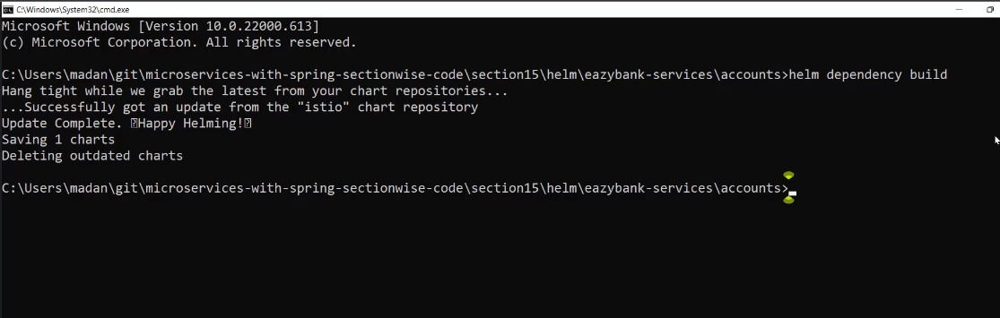 C:\Windows\System32\cmd.exe
Microsoft Windows [Version 10.0.22000.613]
(c) Microsoft Corporation. All rights reserved.
C:\Users\madan\git\microservices-with-spring-sectionwise-code\section15\helm\eazybank-services\accounts>helm dependency build
Hang tight while we grab the latest from your chart repositories...
...Successfully got an update from the "istio" chart repository
Update Complete. ⍰Happy Helming!⍰
Saving 1 charts
Deleting outdated charts
C:\Users\madan\git\microservices-with-spring-sectionwise-code\section15\helm\eazybank-services\accounts>